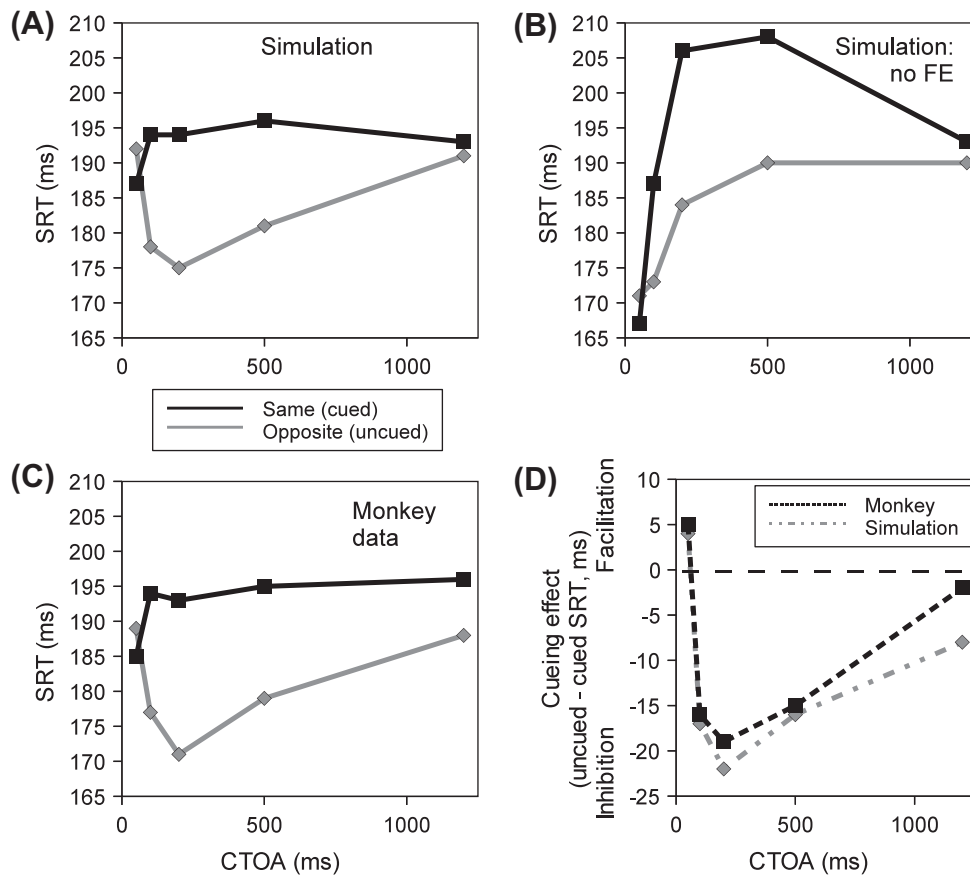 (A)
Simulation
210
205
200
195
190
185
180
175
170
165
SRT (ms)
0
500
1000
(B)
Simulation:
no FE
210
205
200
195
190
185
180
175
170
165
SRT (ms)
0
500
1000
Same (cued)
Opposite (uncued)
(C)
Monkey
data
210
205
200
195
190
185
180
175
170
165
SRT (ms)
0
500
1000
CTOA (ms)
(D)
Monkey
Simulation
10
5
0
-5
-10
-15
-20
-25
Facilitation
Cueing effect
(uncued - cued SRT, ms)
Inhibition
0
500
1000
CTOA (ms)